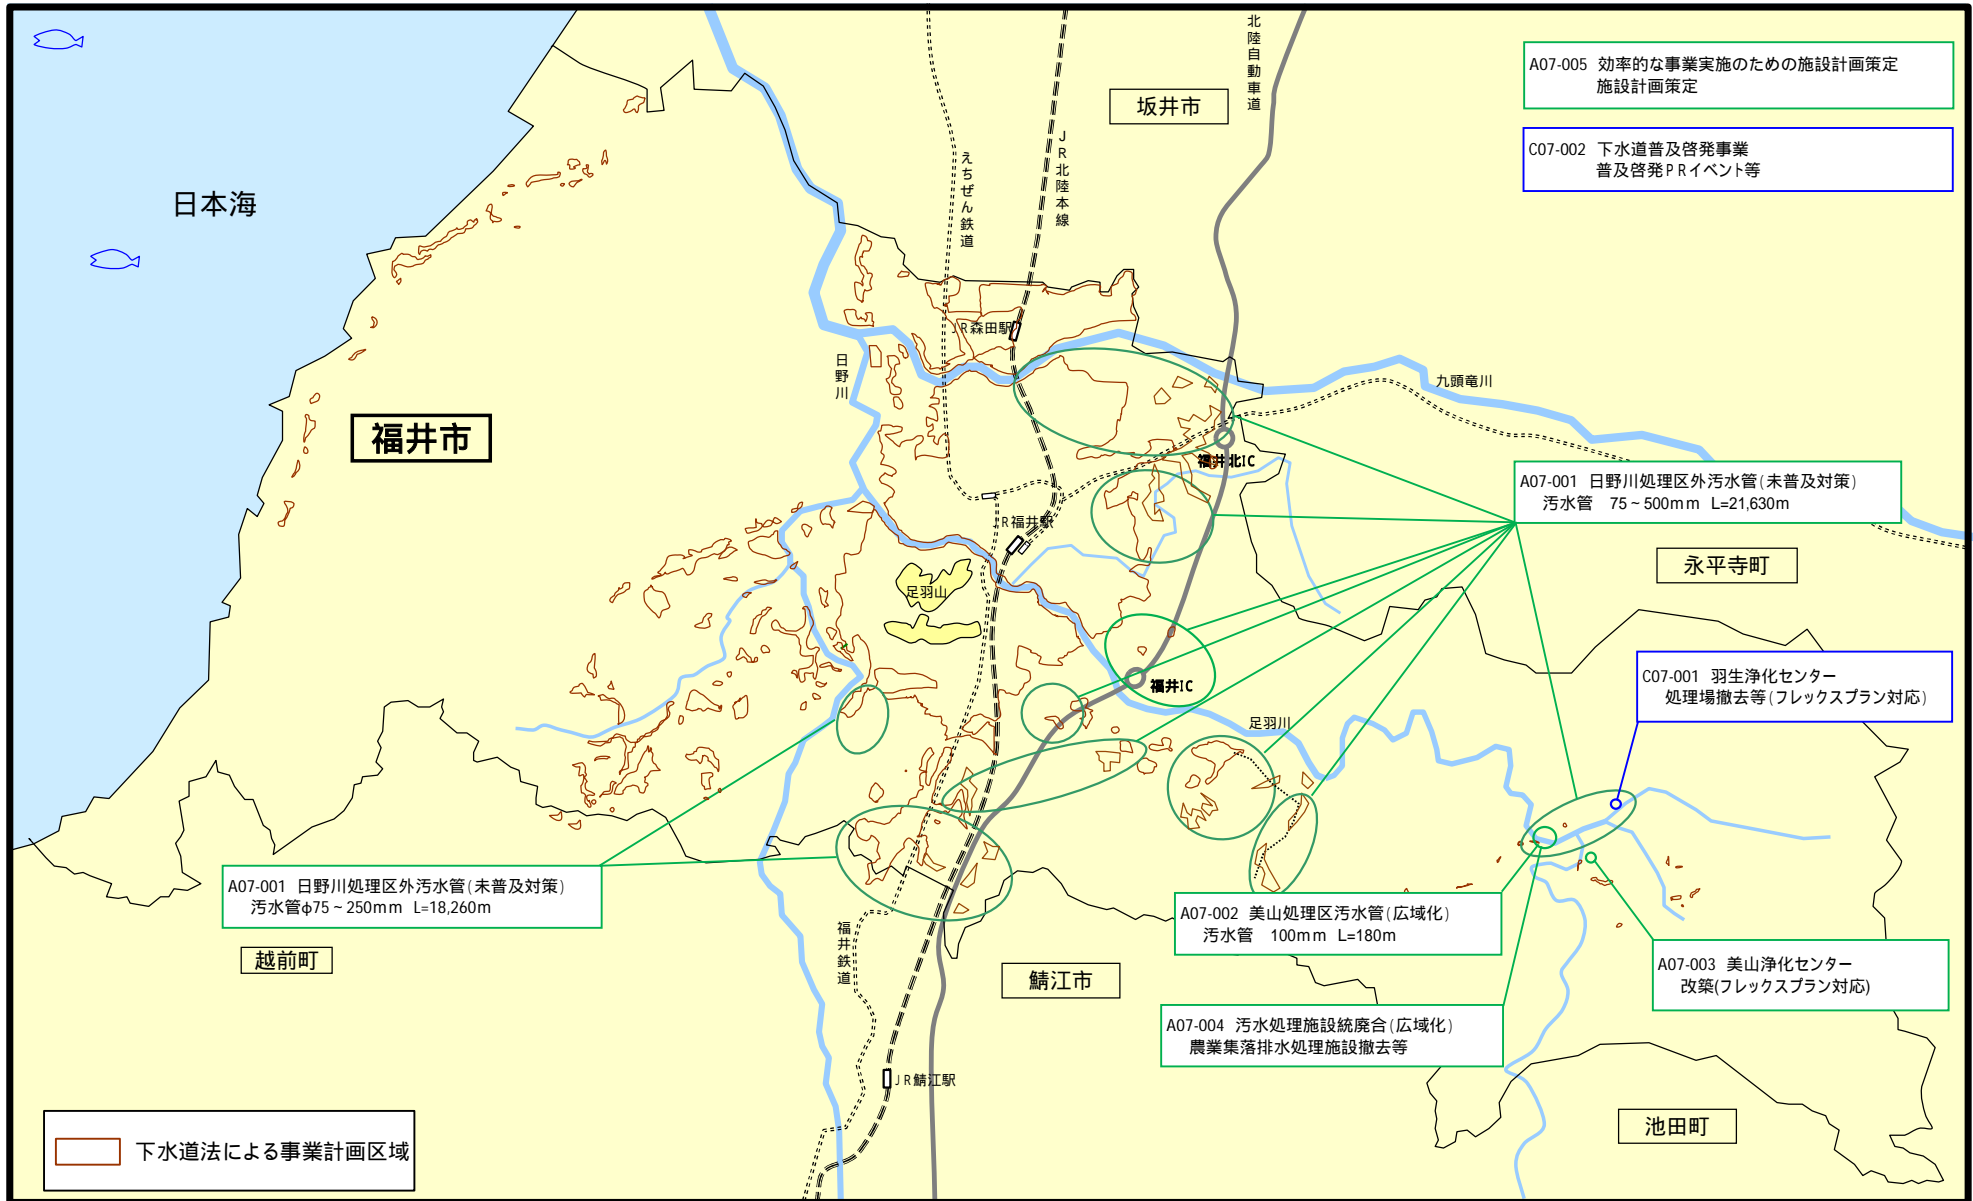 北陸自動車道
坂井市
A07-005 効率的な事業実施のための施設計画策定
施設計画策定
C07-002 下水道普及啓発事業
普及啓発PRイベント等
JR北陸本線
えちぜん鉄道
日本海
JR森田駅
日野川
九頭竜川
福井市
福井北IC
A07-001 日野川処理区外汚水管(未普及対策)
汚水管 75~500mm L=21,630m
JR福井駅
永平寺町
足羽山
福井IC
C07-001 羽生浄化センター
処理場撤去等(フレックスプラン対応)
足羽川
A07-001 日野川処理区外汚水管(未普及対策)
汚水管φ75~250mm L=18,260m
A07-002 美山処理区汚水管(広域化)
汚水管 100mm L=180m
福井鉄道
越前町
鯖江市
A07-003 美山浄化センター
改築(フレックスプラン対応)
A07-004 汚水処理施設統廃合(広域化)
農業集落排水処理施設撤去等
JR鯖江駅
池田町
下水道法による事業計画区域